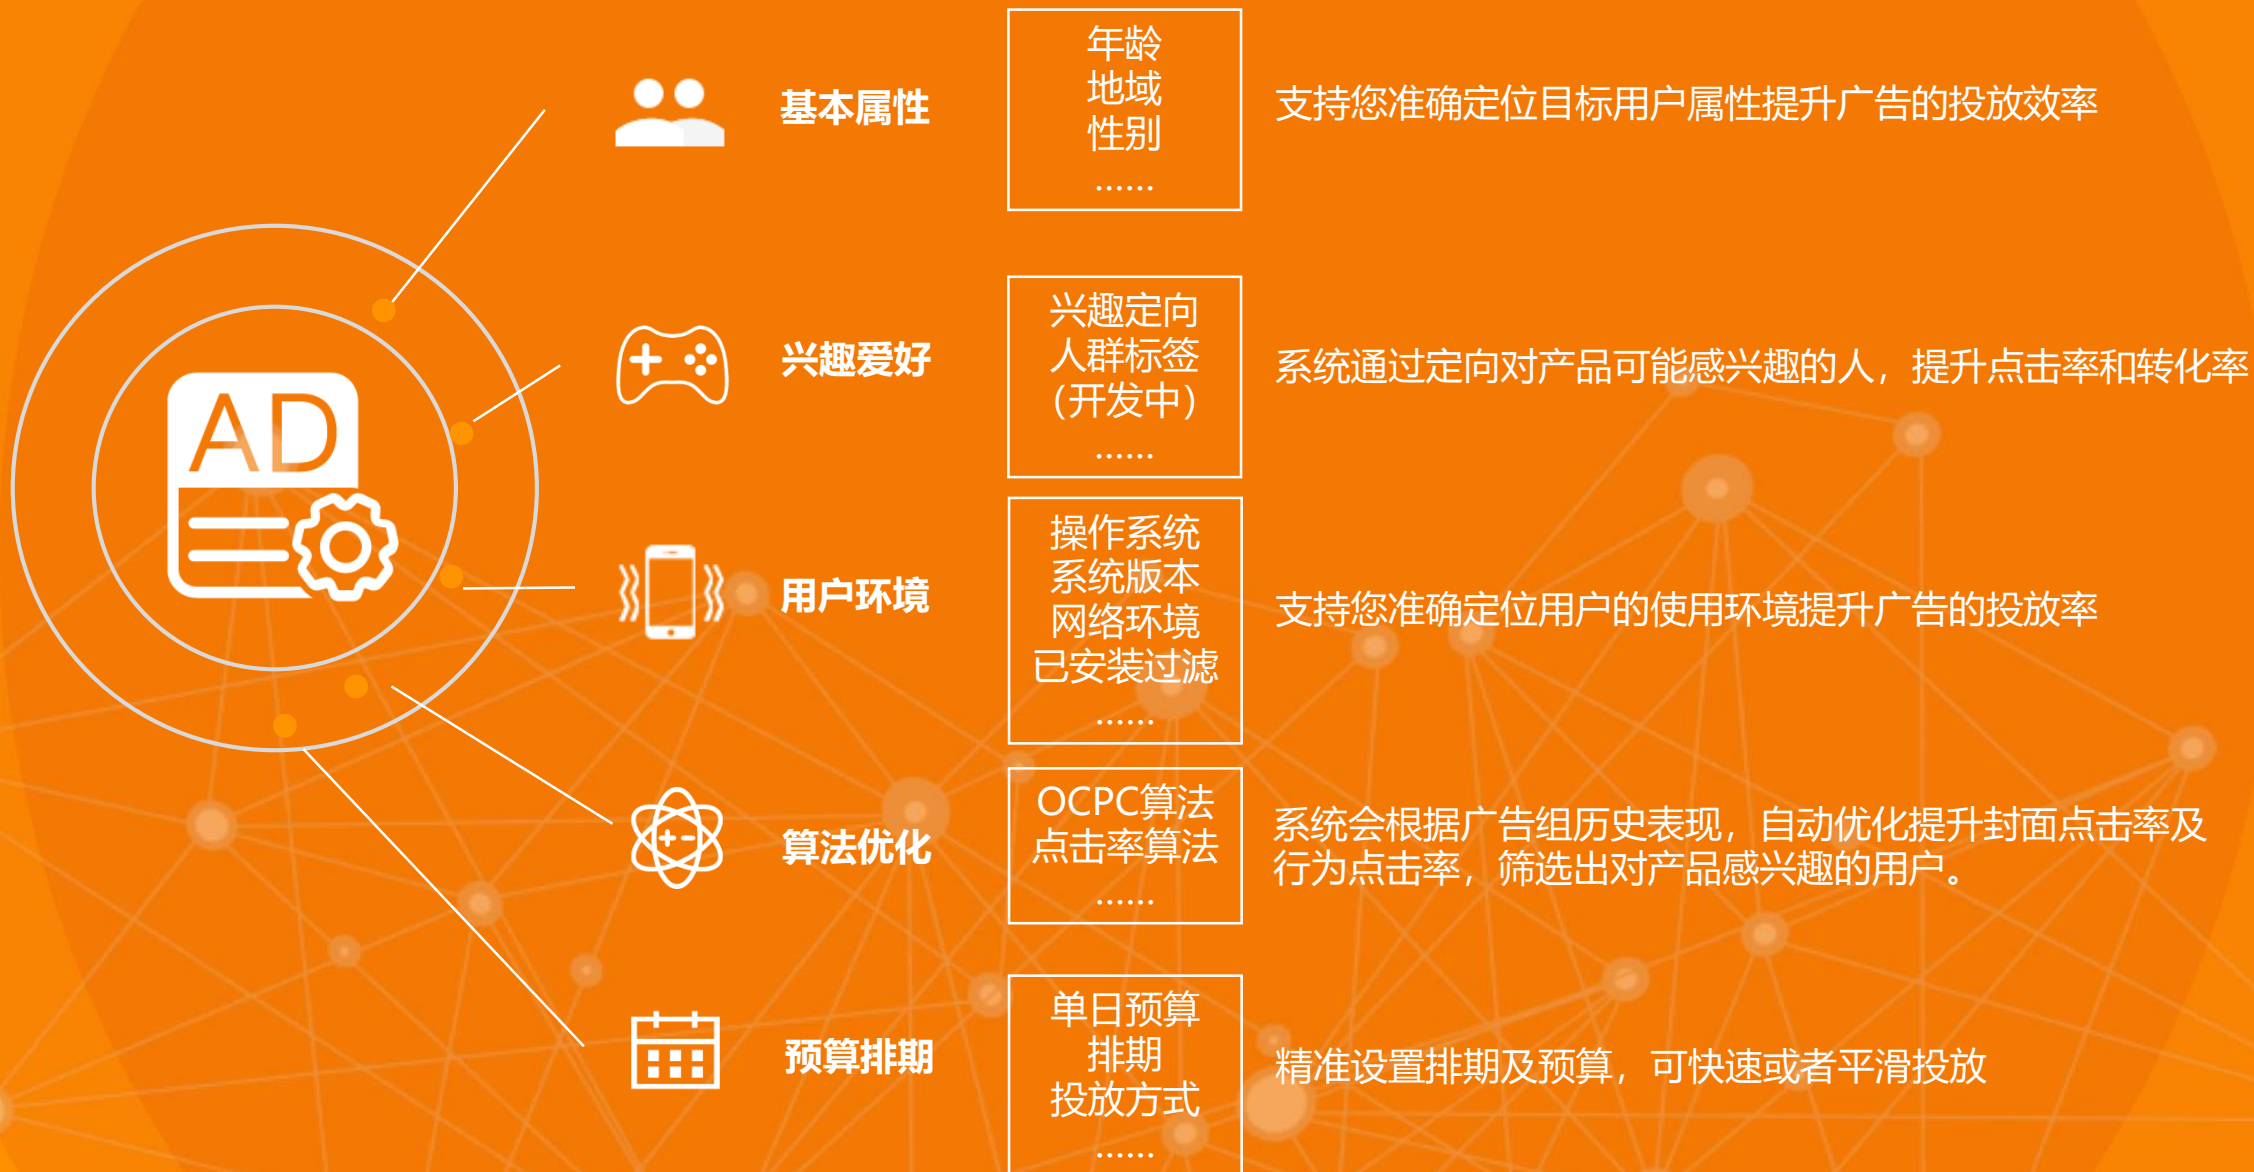 AD
基本属性
年龄
地域
性别
……
支持您准确定位目标用户属性提升广告的投放效率
兴趣爱好
兴趣定向
人群标签
（开发中）
……
系统通过定向对产品可能感兴趣的人，提升点击率和转化率
用户环境
操作系统
系统版本
网络环境
已安装过滤
……
支持您准确定位用户的使用环境提升广告的投放率
算法优化
OCPC算法
点击率算法
……
系统会根据广告组历史表现，自动优化提升封面点击率及
行为点击率，筛选出对产品感兴趣的用户。
预算排期
单日预算
排期
投放方式
……
精准设置排期及预算，可快速或者平滑投放